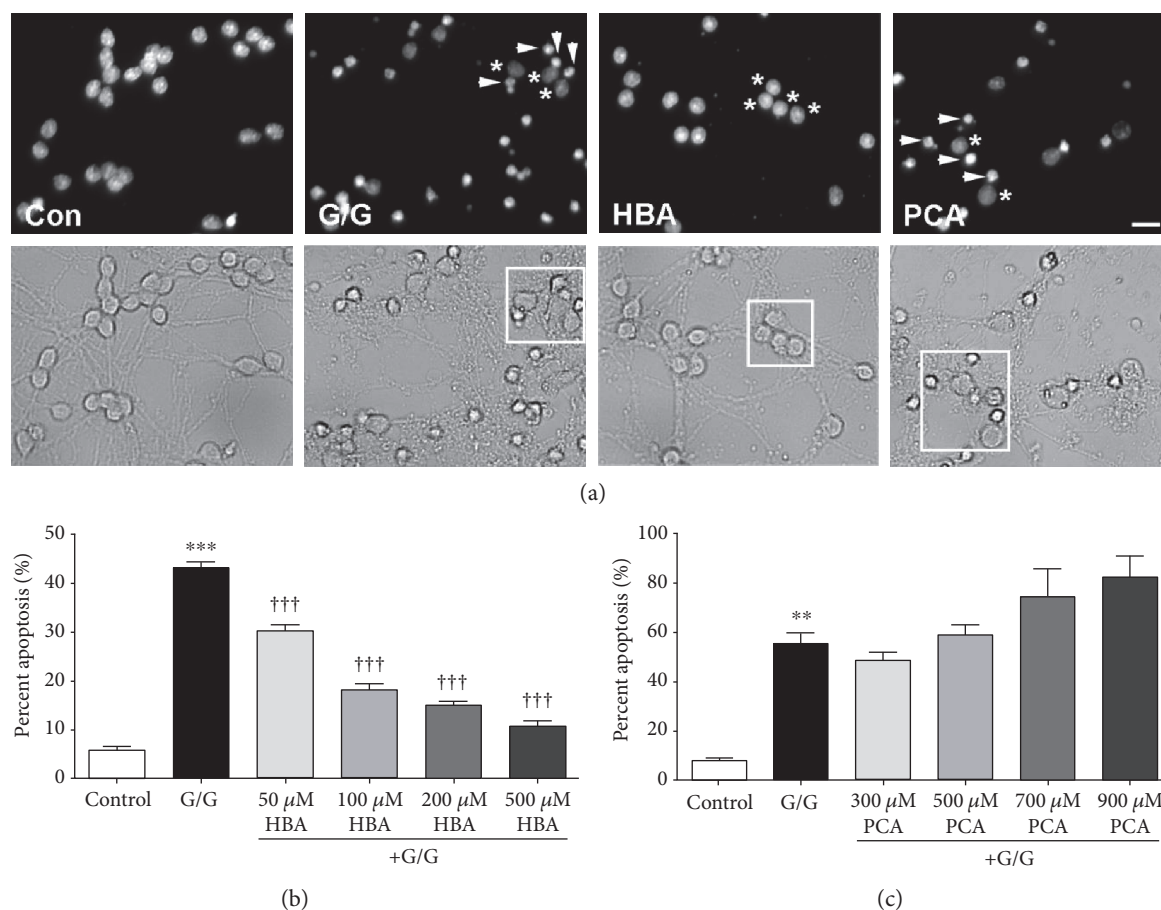 Con
G/G
HBA
PCA
* * *
* * * *
* *
(a)
Percent apoptosis (%)
50
40
30
20
10
0
***
†††
†††
†††
†††
Control
G/G
50 μM
HBA
100 μM
HBA
200 μM
HBA
500 μM
HBA
+G/G
(b)
Percent apoptosis (%)
100
80
60
40
20
0
**
Control
G/G
300 μM
PCA
500 μM
PCA
700 μM
PCA
900 μM
PCA
+G/G
(c)